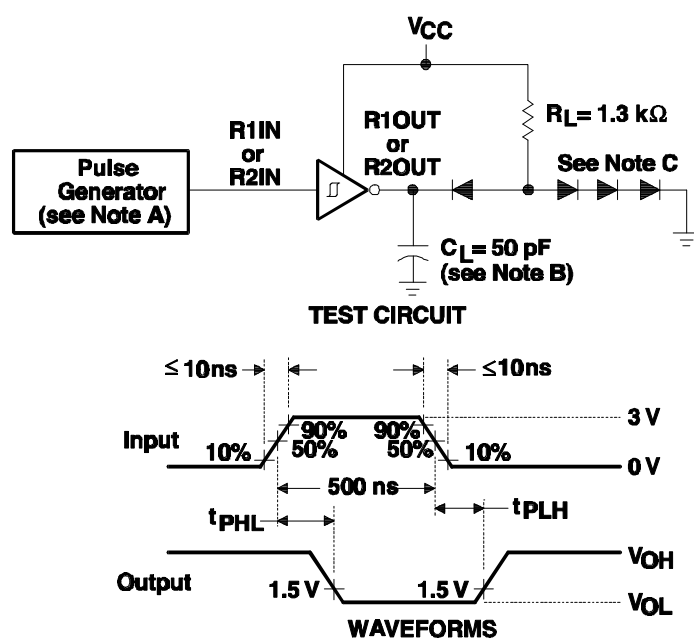 VCC
RL= 1.3 kΩ
R1IN
or
R2IN
R1OUT
or
R2OUT
See Note C
Pulse
Generator
(see Note A)
CL= 50 pF
(see Note B)
TEST CIRCUIT
≤ 10ns
≤10ns
3 V
Input
90%
90%
10%
50%
50%
10%
0 V
500 ns
tPHL
tPLH
VOH
Output
1.5 V
1.5 V
VOL
WAVEFORMS